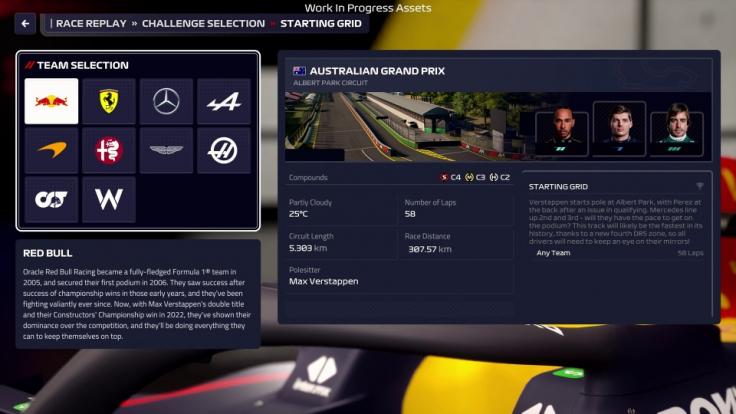 Work In Progress Assets
RACE REPLAY » CHALLENGE SELECTION » STARTING GRID
TEAM SELECTION
RED BULL
Oracle Red Bull Racing became a fully-fledged Formula 1® team in
2005, and secured their first podium in 2006. They saw success after
success of championship wins in those early years, and they've been
fighting valiantly ever since. Now, with Max Verstappen's double title
and their Constructors' Championship win in 2022, they've shown their
dominance over the competition, and they'll be doing everything they
can to keep themselves on top.
AUSTRALIAN GRAND PRIX
ALBERT PARK CIRCUIT
Compounds
S C4 M C3 H C2
Partly Cloudy
25°C
Number of Laps
58
Circuit Length
5.303 km
Race Distance
307.57 km
Polesitter
Max Verstappen
STARTING GRID
Verstappen starts pole at Albert Park, with Perez at
the back after an issue in qualifying. Mercedes line
up 2nd and 3rd - will they have the pace to get on
the podium? This track will likely be the fastest in its
history, thanks to a new fourth DRS zone, so all
drivers will need to keep an eye on their mirrors!
Any Team
58 Laps